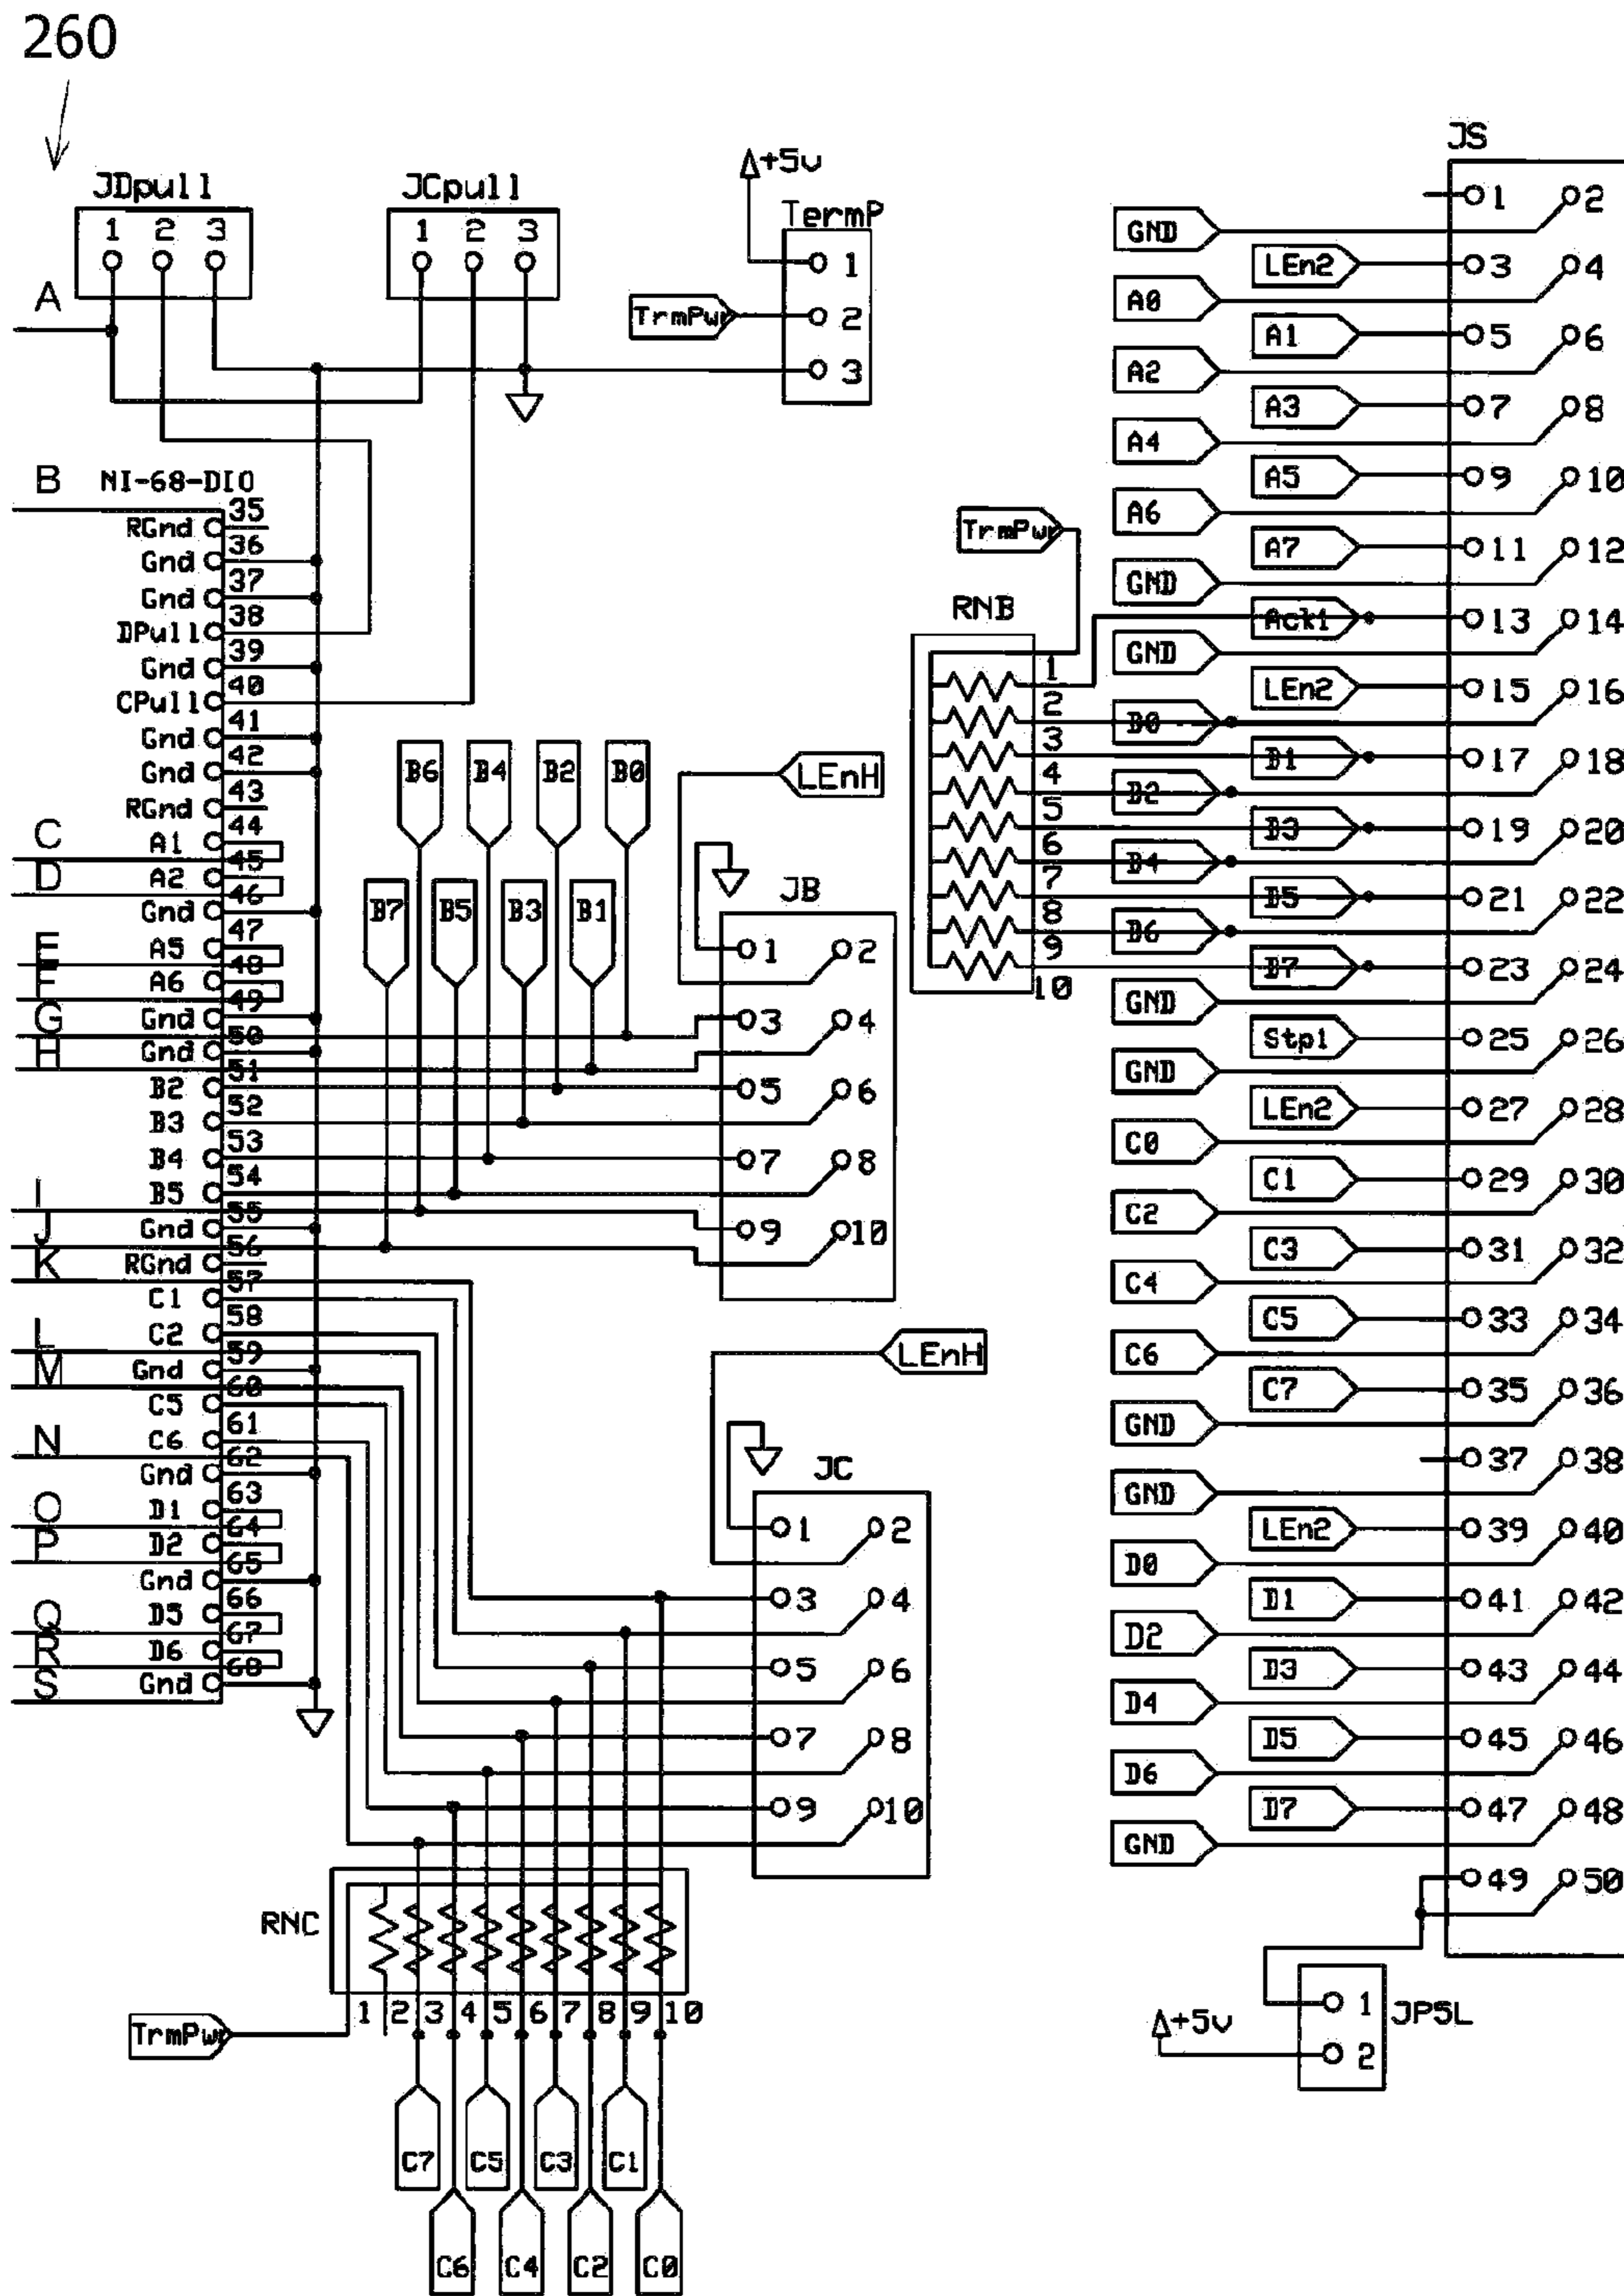 260
JDpull
1 2 3
JCpull
1 2 3
+5v
TermP
1
TrmPwr 2
3
A
B
NI-68-DIO
35
RGnd
36
Gnd
37
Gnd
38
DPull
39
Gnd
40
CPull
41
Gnd
42
Gnd
43
RGnd
44
C
A1
45
D
A2
46
Gnd
47
E
A5
48
F
A6
49
G
Gnd
50
H
Gnd
51
B2
52
B3
53
B4
54
I
B5
55
J
Gnd
56
K
RGnd
57
C1
58
L
C2
59
M
Gnd
60
C5
61
N
C6
62
Gnd
63
O
D1
64
P
D2
65
Gnd
66
Q
D5
67
R
D6
68
S
Gnd
B6 B4 B2 B0
B7 B5 B3 B1
LEnH
JB
1 2
3 4
5 6
7 8
9 10
LEnH
JC
1 2
3 4
5 6
7 8
9 10
RNC
1 2 3 4 5 6 7 8 9 10
C7 C5 C3 C1
C6 C4 C2 C0
TrmPwr
TrmPwr
RNB
1
2
3
4
5
6
7
8
9
10
JS
1 2
GND
LEn2 3 4
A0
A1 5 6
A2
A3 7 8
A4
A5 9 10
A6
A7 11 12
GND
Ack1 13 14
GND
LEn2 15 16
B0
B1 17 18
B2
B3 19 20
B4
B5 21 22
B6
B7 23 24
GND
Stp1 25 26
GND
LEn2 27 28
C0
C1 29 30
C2
C3 31 32
C4
C5 33 34
C6
C7 35 36
GND
37 38
GND
LEn2 39 40
D0
D1 41 42
D2
D3 43 44
D4
D5 45 46
D6
D7 47 48
GND
49 50
+5v
1
2
JP5L